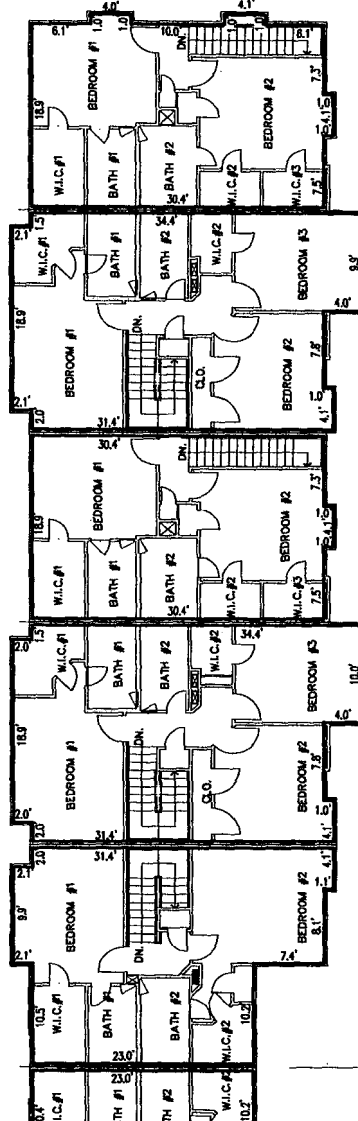 4.0'
4.1'
6.1'
1.0'
1.0'
10.0'
1.0'
1.0'
6.1'
DN.
BEDROOM #1
BEDROOM #2
7.3'
18.9'
4.1'
W.I.C.#1
BATH #1
BATH #2
W.I.C.#2
W.I.C.#3
7.5'
30.4'
34.4'
1.5'
2.1'
W.I.C.#1
BATH #1
BATH #2
W.I.C.#2
BEDROOM #3
9.9'
4.0'
18.9'
BEDROOM #1
DN.
CLO.
BEDROOM #2
7.8'
1.0'
2.1'
2.0'
4.1'
31.4'
30.4'
BEDROOM #1
DN.
BEDROOM #2
7.3'
18.9'
4.1'
W.I.C.#1
BATH #1
BATH #2
W.I.C.#2
W.I.C.#3
7.5'
30.4'
34.4'
1.5'
2.0'
W.I.C.#1
BATH #1
BATH #2
W.I.C.#2
BEDROOM #3
10.0'
4.0'
18.9'
BEDROOM #1
DN.
CLO.
BEDROOM #2
7.8'
1.0'
2.0'
2.0'
4.1'
31.4'
31.4'
2.0'
2.1'
4.1'
1.1'
9.9'
BEDROOM #1
BEDROOM #2
8.1'
2.1'
DN.
7.4'
10.5'
W.I.C.#1
BATH
BATH #2
W.I.C.#2
10.2'
23.0'
23.0'
W.I.C.#1
10.2'